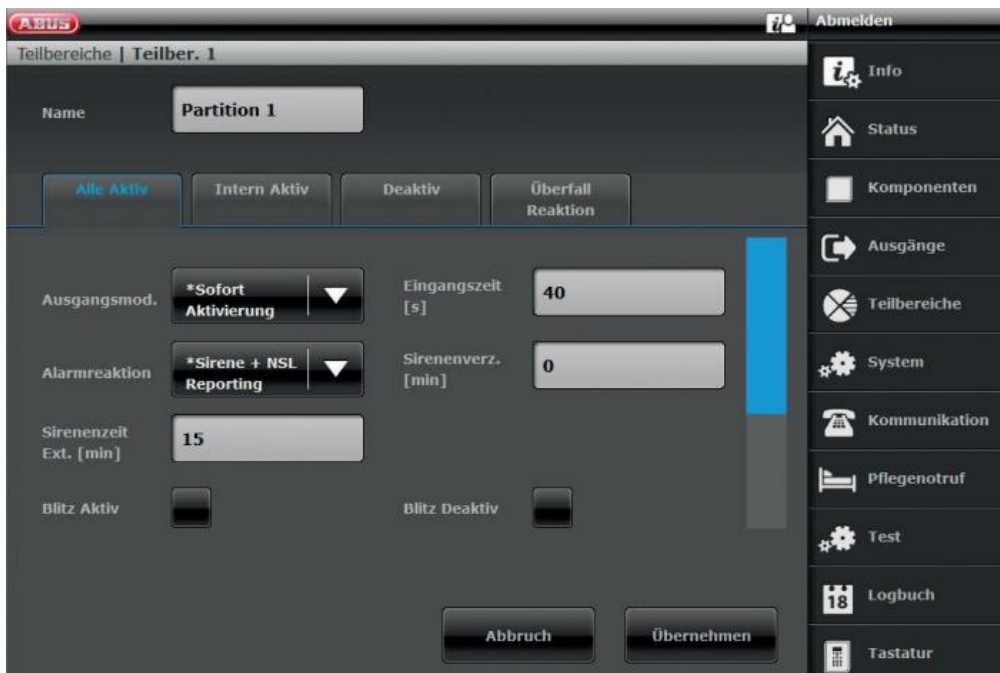 ABUS
Abmelden
Teilbereiche | Teilber. 1
Name
Partition 1
Alle Aktiv
Intern Aktiv
Deaktiv
Überfall
Reaktion
Ausgangsmod.
*Sofort
Aktivierung
Eingangszeit
[s]
40
Alarmreaktion
*Sirene + NSL
Reporting
Sirenenverz.
[min]
0
Sirenenzeit
Ext. [min]
15
Blitz Aktiv
Blitz Deaktiv
Abbruch
Übernehmen
Info
Status
Komponenten
Ausgänge
Teilbereiche
System
Kommunikation
Pflegenotruf
Test
18
Logbuch
Tastatur